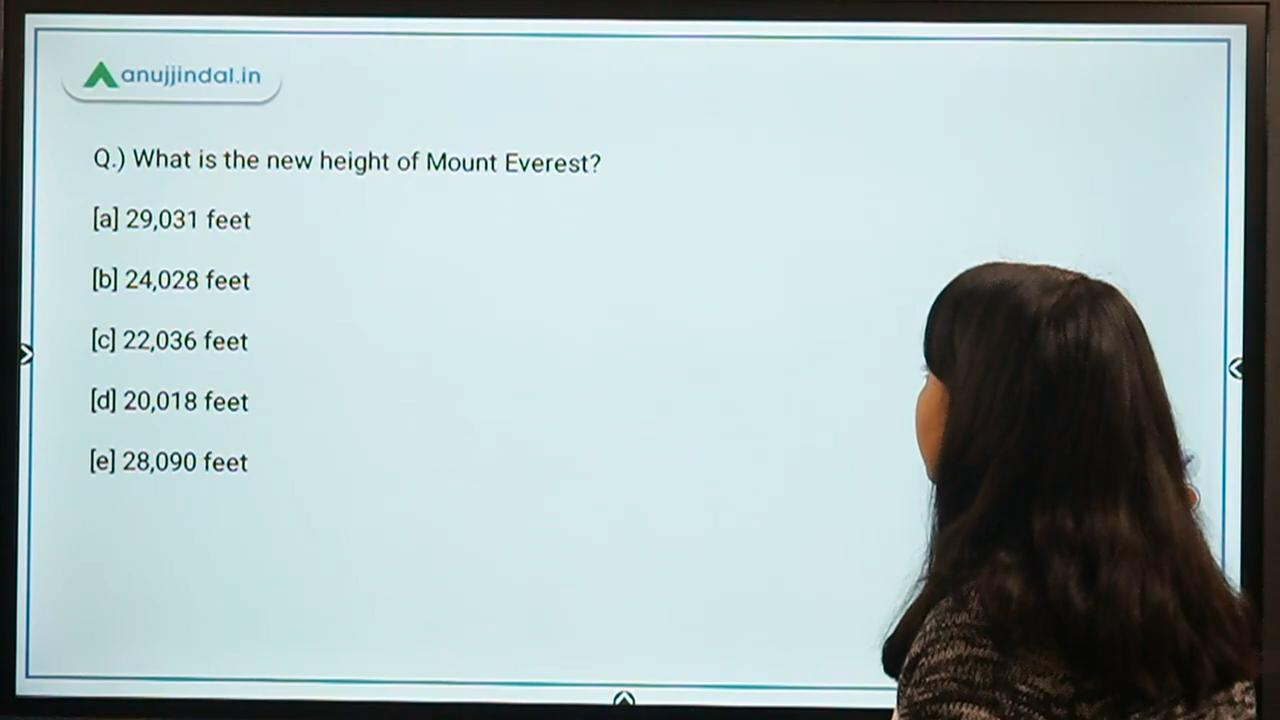 anujjindal.in
Q.) What is the new height of Mount Everest?
[a] 29,031 feet
[b] 24,028 feet
[c] 22,036 feet
[d] 20,018 feet
[e] 28,090 feet